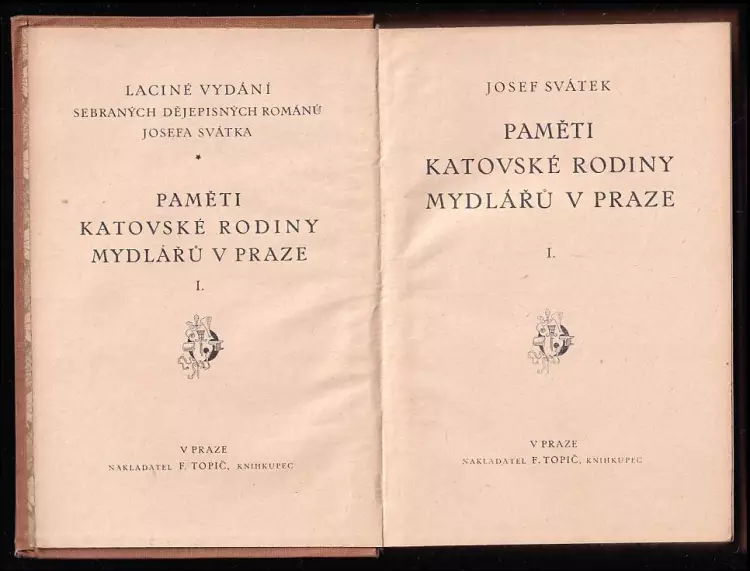 LACINÉ VYDÁNÍ
SEBRANÝCH DĚJEPISNÝCH ROMÁNŮ
JOSEFA SVÁTKA
*
PAMĚTI
KATOVSKÉ RODINY
MYDLÁŘŮ V PRAZE
I.
V PRAZE
NAKLADATEL F. TOPIČ, KNIHKUPEC
JOSEF SVÁTEK
PAMĚTI
KATOVSKÉ RODINY
MYDLÁŘŮ V PRAZE
I.
V PRAZE
NAKLADATEL F. TOPIČ, KNIHKUPEC